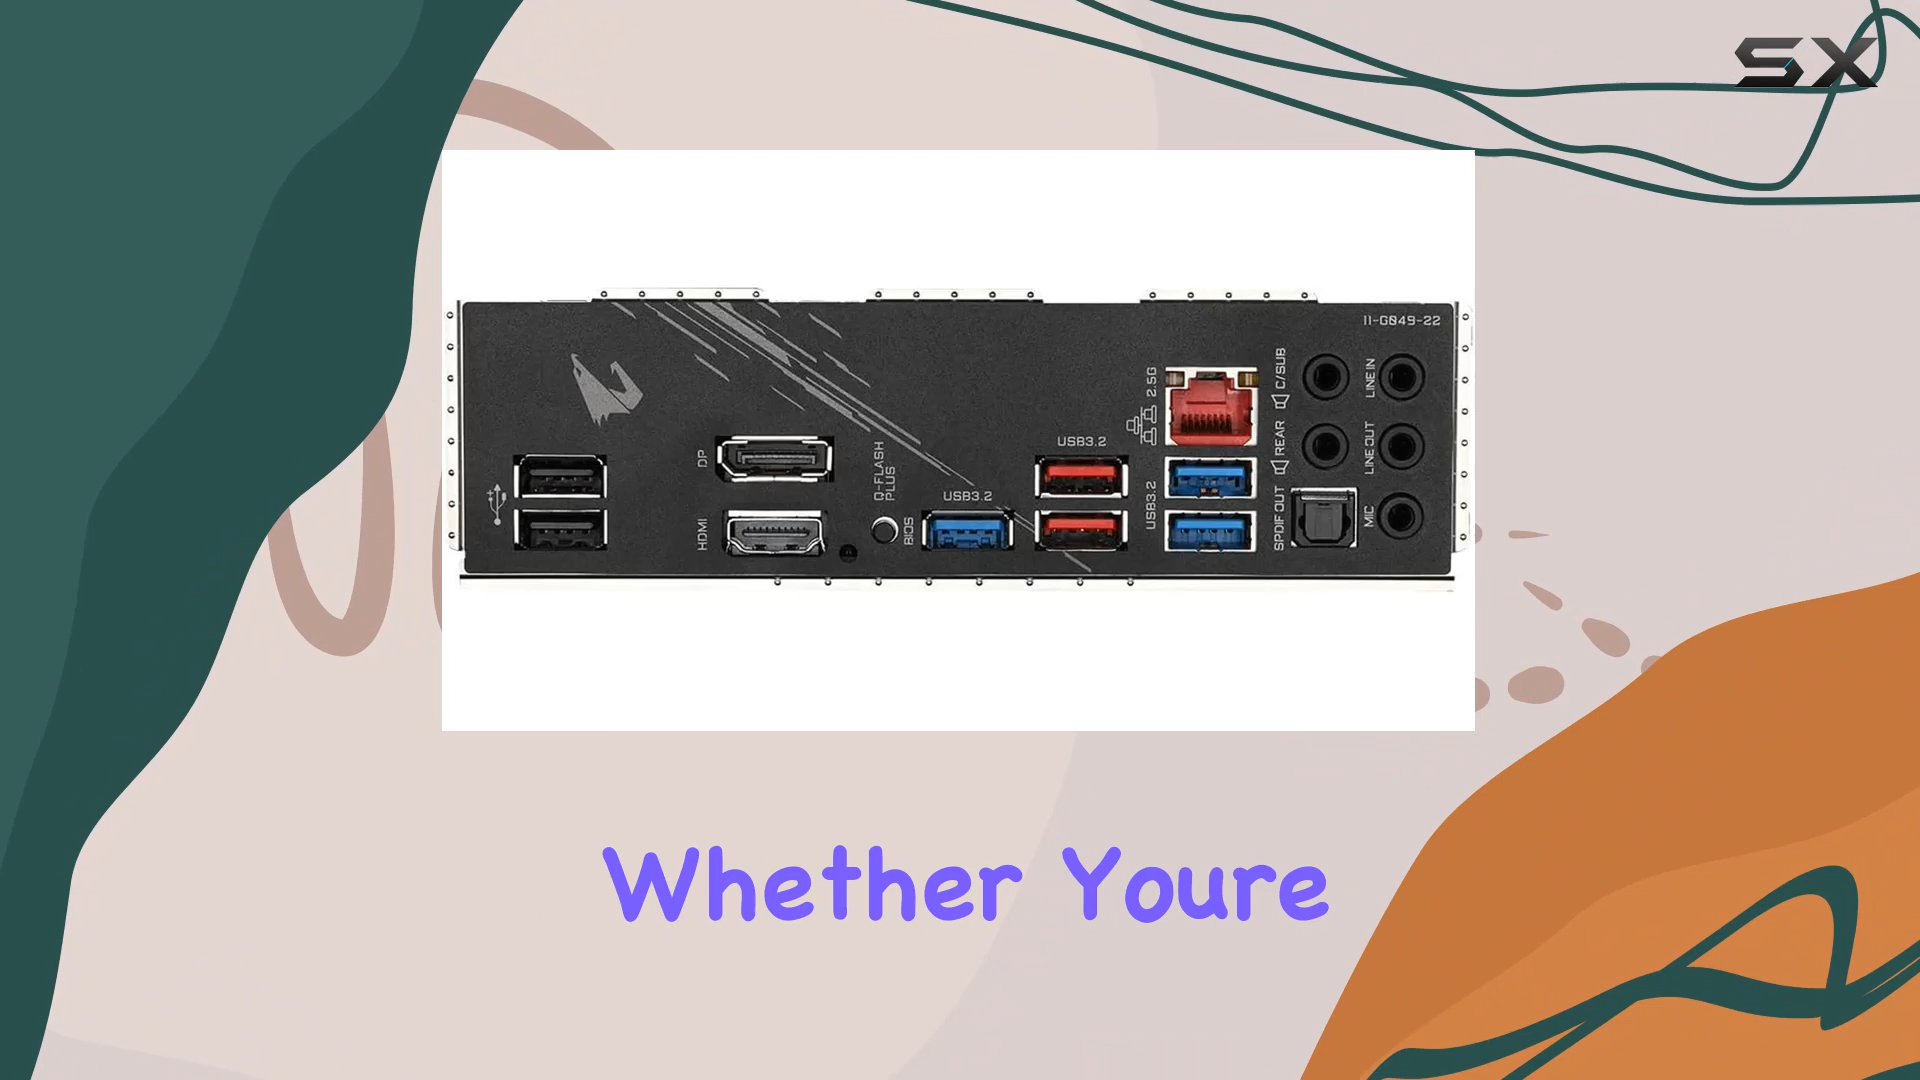 SX
11-G049-22
2.5G
C/SUB
LINE IN
REAR
LINE OUT
USB3.2
DP
Q-FLASH
PLUS
USB3.2
USB3.2
SPDIF OUT
MIC
HDMI
BIOS
Whether Youre